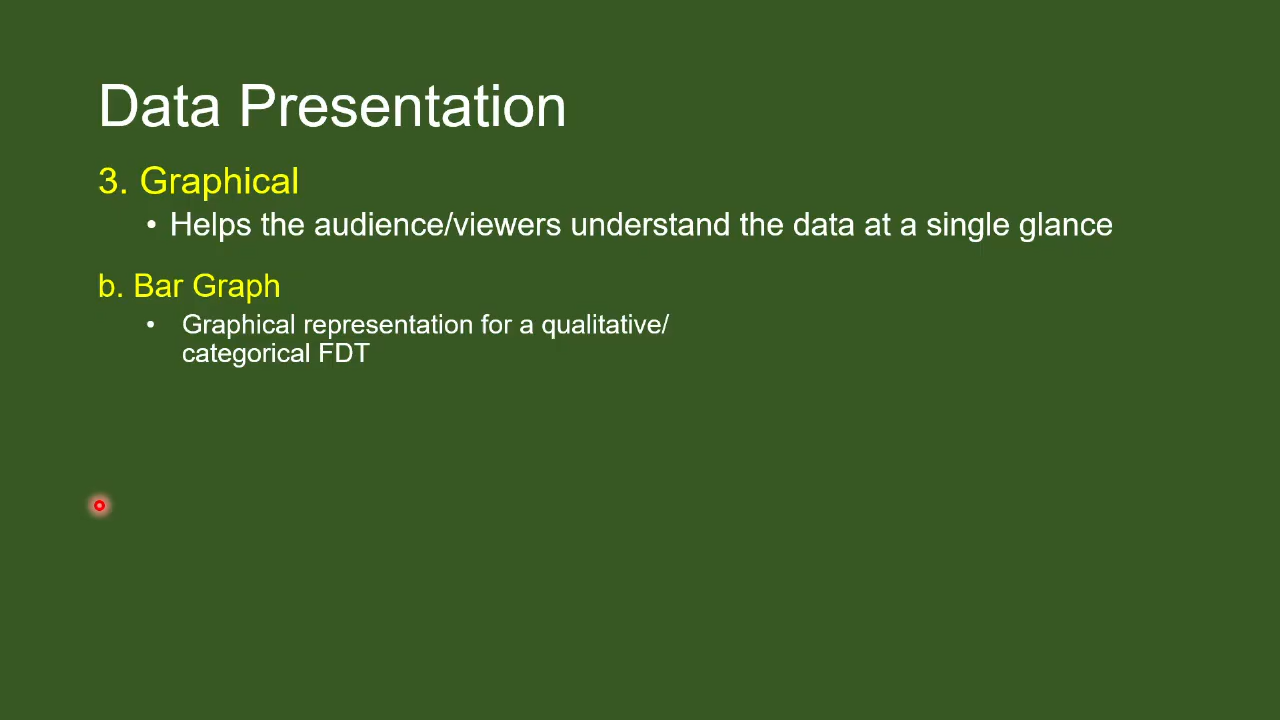 Data Presentation
3. Graphical
• Helps the audience/viewers understand the data at a single glance
b. Bar Graph
• Graphical representation for a qualitative/
categorical FDT